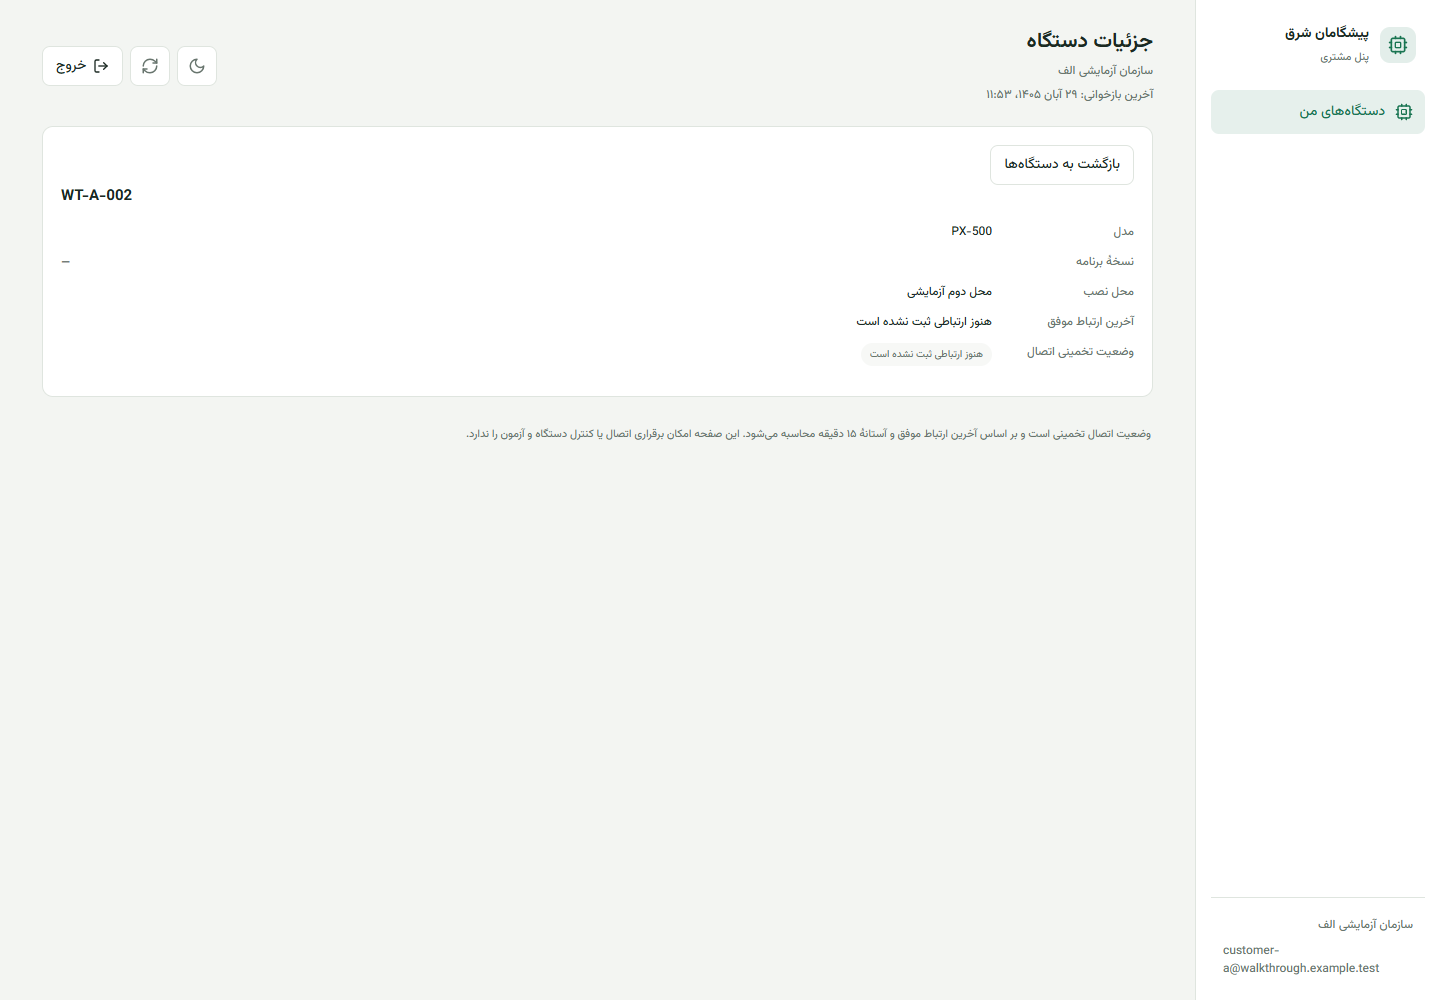 پیشگامان شرق
پنل مشتری
دستگاه‌های من
جزئیات دستگاه
سازمان آزمایشی الف
آخرین بازخوانی: ۲۹ آبان ۱۴۰۵، ۱۱:۵۳
خروج
بازگشت به دستگاه‌ها
WT-A-002
مدل PX-500
نسخهٔ برنامه –
محل نصب محل دوم آزمایشی
آخرین ارتباط موفق هنوز ارتباطی ثبت نشده است
وضعیت تخمینی اتصال هنوز ارتباطی ثبت نشده است
وضعیت اتصال تخمینی است و بر اساس آخرین ارتباط موفق و آستانهٔ ۱۵ دقیقه محاسبه می‌شود. این صفحه امکان برقراری اتصال یا کنترل دستگاه و آزمون را ندارد.
سازمان آزمایشی الف
customer-
a@walkthrough.example.test